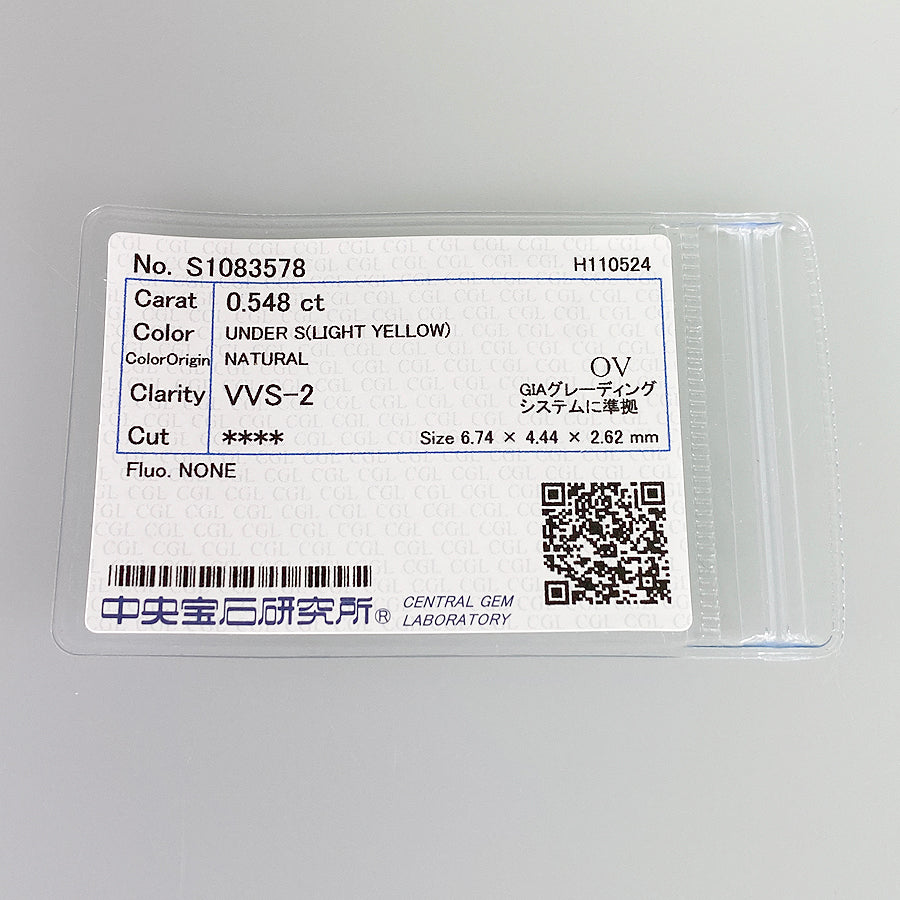 No. S1083578 H110524
Carat 0.548 ct
Color UNDER S(LIGHT YELLOW)
ColorOrigin NATURAL
OV
Clarity VVS-2
GIAグレーディング
システムに準拠
Cut **** Size 6.74 × 4.44 × 2.62 mm
Fluo. NONE
中央宝石研究所® CENTRAL GEM
LABORATORY